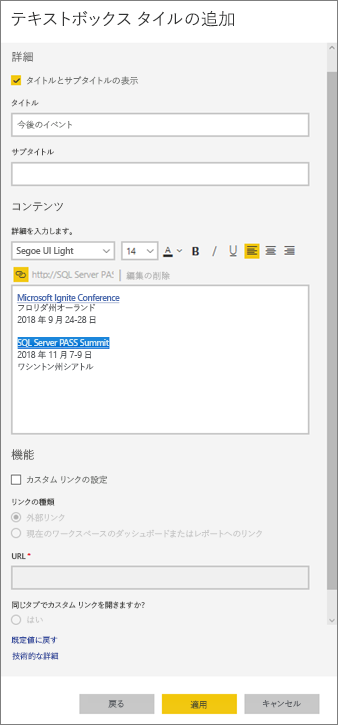 テキストボックス タイルの追加
詳細
タイトルとサブタイトルの表示
タイトル
今後のイベント
サブタイトル
コンテンツ
詳細を入力します。
Segoe UI Light 14 A B I U
http://SQL Server PAS 編集の削除
Microsoft Ignite Conference
フロリダ州オーランド
2018 年 9 月 24-28 日
SQL Server PASS Summit
2018 年 11 月 7-9 日
ワシントン州シアトル
機能
カスタム リンクの設定
リンクの種類
外部リンク
現在のワークスペースのダッシュボードまたはレポートへのリンク
URL *
同じタブでカスタム リンクを開きますか?
はい
既定値に戻す
技術的な詳細
戻る 適用 キャンセル